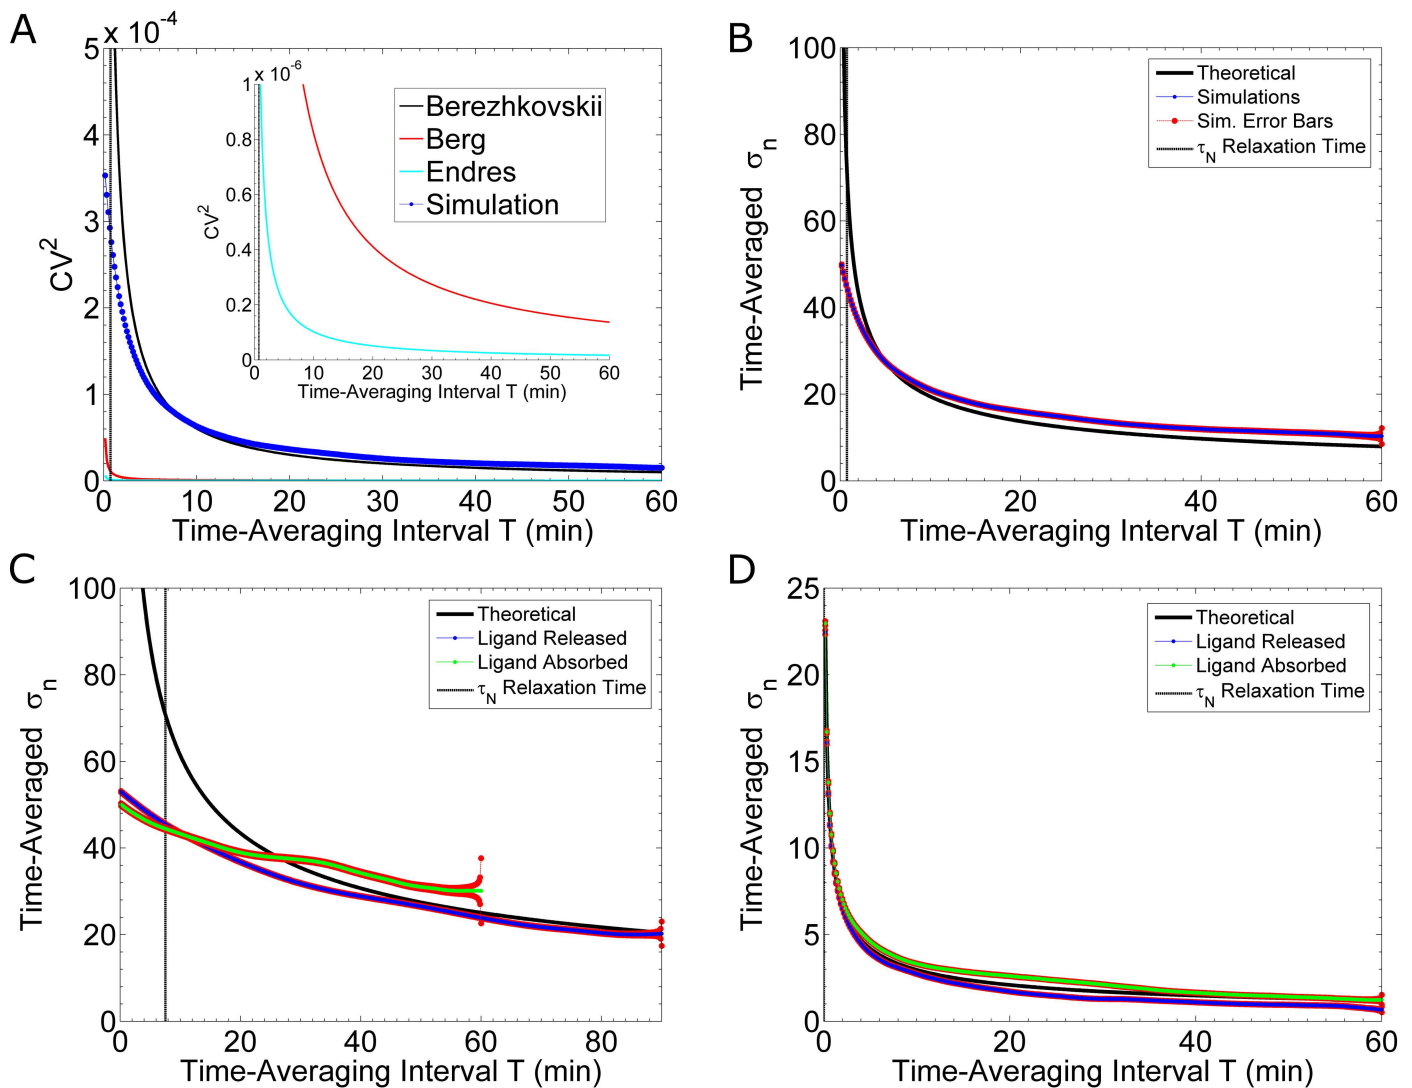 A
× 10⁻⁴
5
4
3
2
1
0
CV²
0 10 20 30 40 50 60
Time-Averaging Interval T (min)
x 10⁻⁶
1
0.8
0.6
0.4
0.2
0
CV²
0 10 20 30 40 50 60
Time-Averaging Interval T (min)
Berezhkovskii
Berg
Endres
Simulation
B
100
80
60
40
20
0
Time-Averaged σₙ
0 20 40 60
Time-Averaging Interval T (min)
Theoretical
Simulations
Sim. Error Bars
τ_N Relaxation Time
C
100
80
60
40
20
0
Time-Averaged σₙ
0 20 40 60 80
Time-Averaging Interval T (min)
Theoretical
Ligand Released
Ligand Absorbed
τ_N Relaxation Time
D
25
20
15
10
5
0
Time-Averaged σₙ
0 20 40 60
Time-Averaging Interval T (min)
Theoretical
Ligand Released
Ligand Absorbed
τ_N Relaxation Time